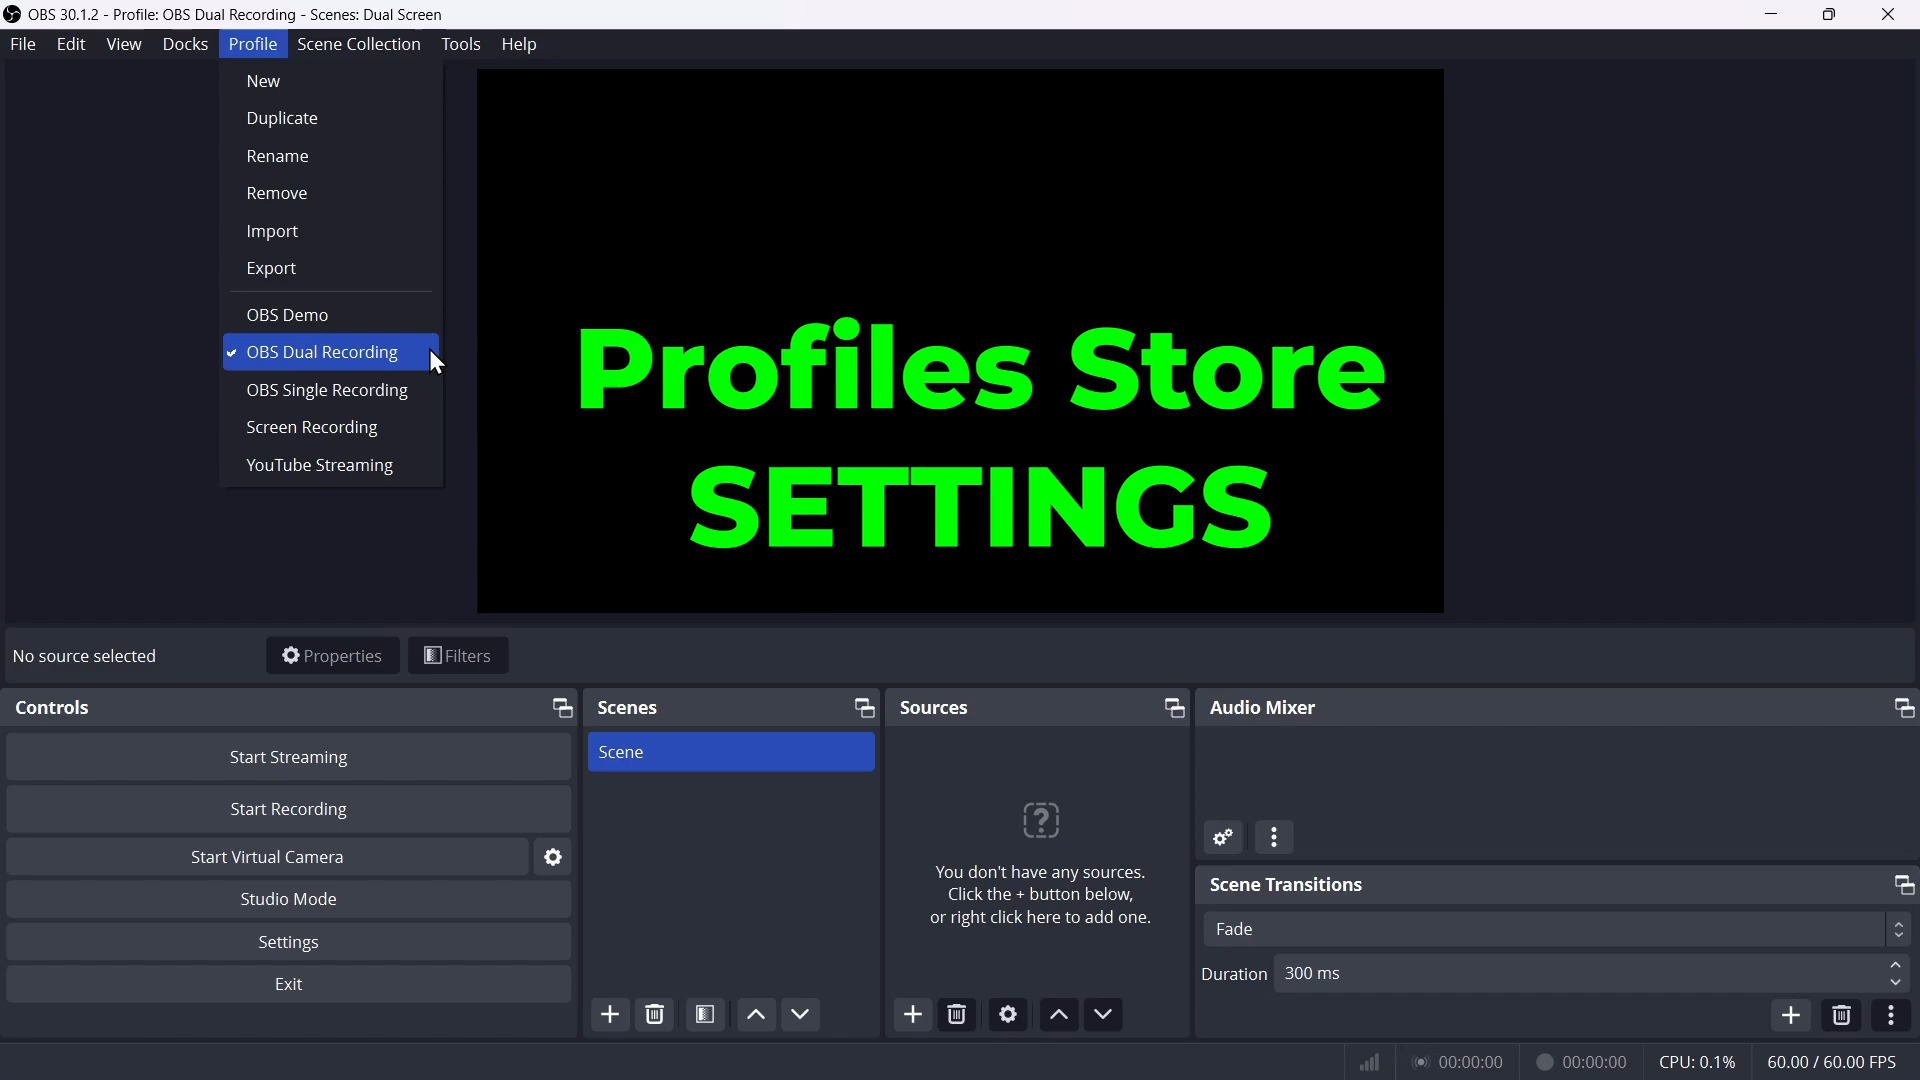 OBS 30.1.2 - Profile: OBS Dual Recording - Scenes: Dual Screen
File Edit View Docks Profile Scene Collection Tools Help
New
Duplicate
Rename
Remove
Import
Export
OBS Demo
OBS Dual Recording
OBS Single Recording
Screen Recording
YouTube Streaming
Profiles Store
SETTINGS
No source selected Properties Filters
Controls
Start Streaming
Start Recording
Start Virtual Camera
Studio Mode
Settings
Exit
Scenes
Scene
Sources
You don't have any sources.
Click the + button below,
or right click here to add one.
Audio Mixer
Scene Transitions
Fade
Duration 300 ms
00:00:00 00:00:00 CPU: 0.1% 60.00 / 60.00 FPS